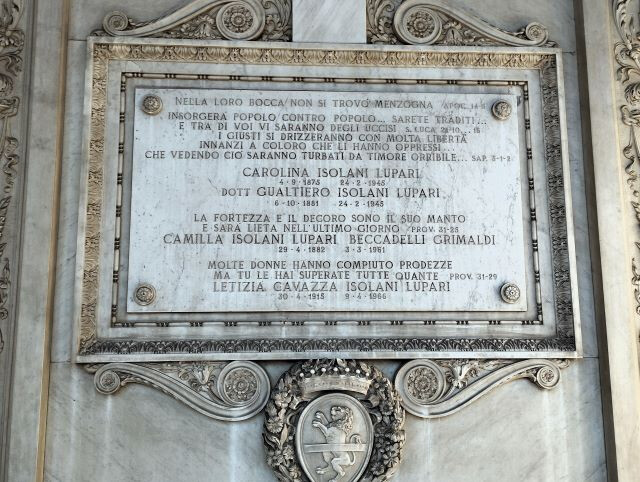 NELLA LORO BOCCA NON SI TROVÒ MENZOGNA APOC. 14-5
INSORGERÀ POPOLO CONTRO POPOLO... SARETE TRADITI...
E TRA DI VOI VI SARANNO DEGLI UCCISI S. LUCA 21-10... 16
I GIUSTI SI DRIZZERANNO CON MOLTA LIBERTÀ
INNANZI A COLORO CHE LI HANNO OPPRESSI...
CHE VEDENDO CIÒ SARANNO TURBATI DA TIMORE ORRIBILE... SAP. 5-1-2
CAROLINA ISOLANI LUPARI
4-9-1875 24-2-1945
DOTT GUALTIERO ISOLANI LUPARI
6-10-1881 24-2-1945
LA FORTEZZA E IL DECORO SONO IL SUO MANTO
E SARÀ LIETA NELL'ULTIMO GIORNO PROV. 31-25
CAMILLA ISOLANI LUPARI BECCADELLI GRIMALDI
29-4-1882 3-3-1961
MOLTE DONNE HANNO COMPIUTO PRODEZZE
MA TU LE HAI SUPERATE TUTTE QUANTE PROV. 31-29
LETIZIA CAVAZZA ISOLANI LUPARI
30-4-1915 9-4-1966